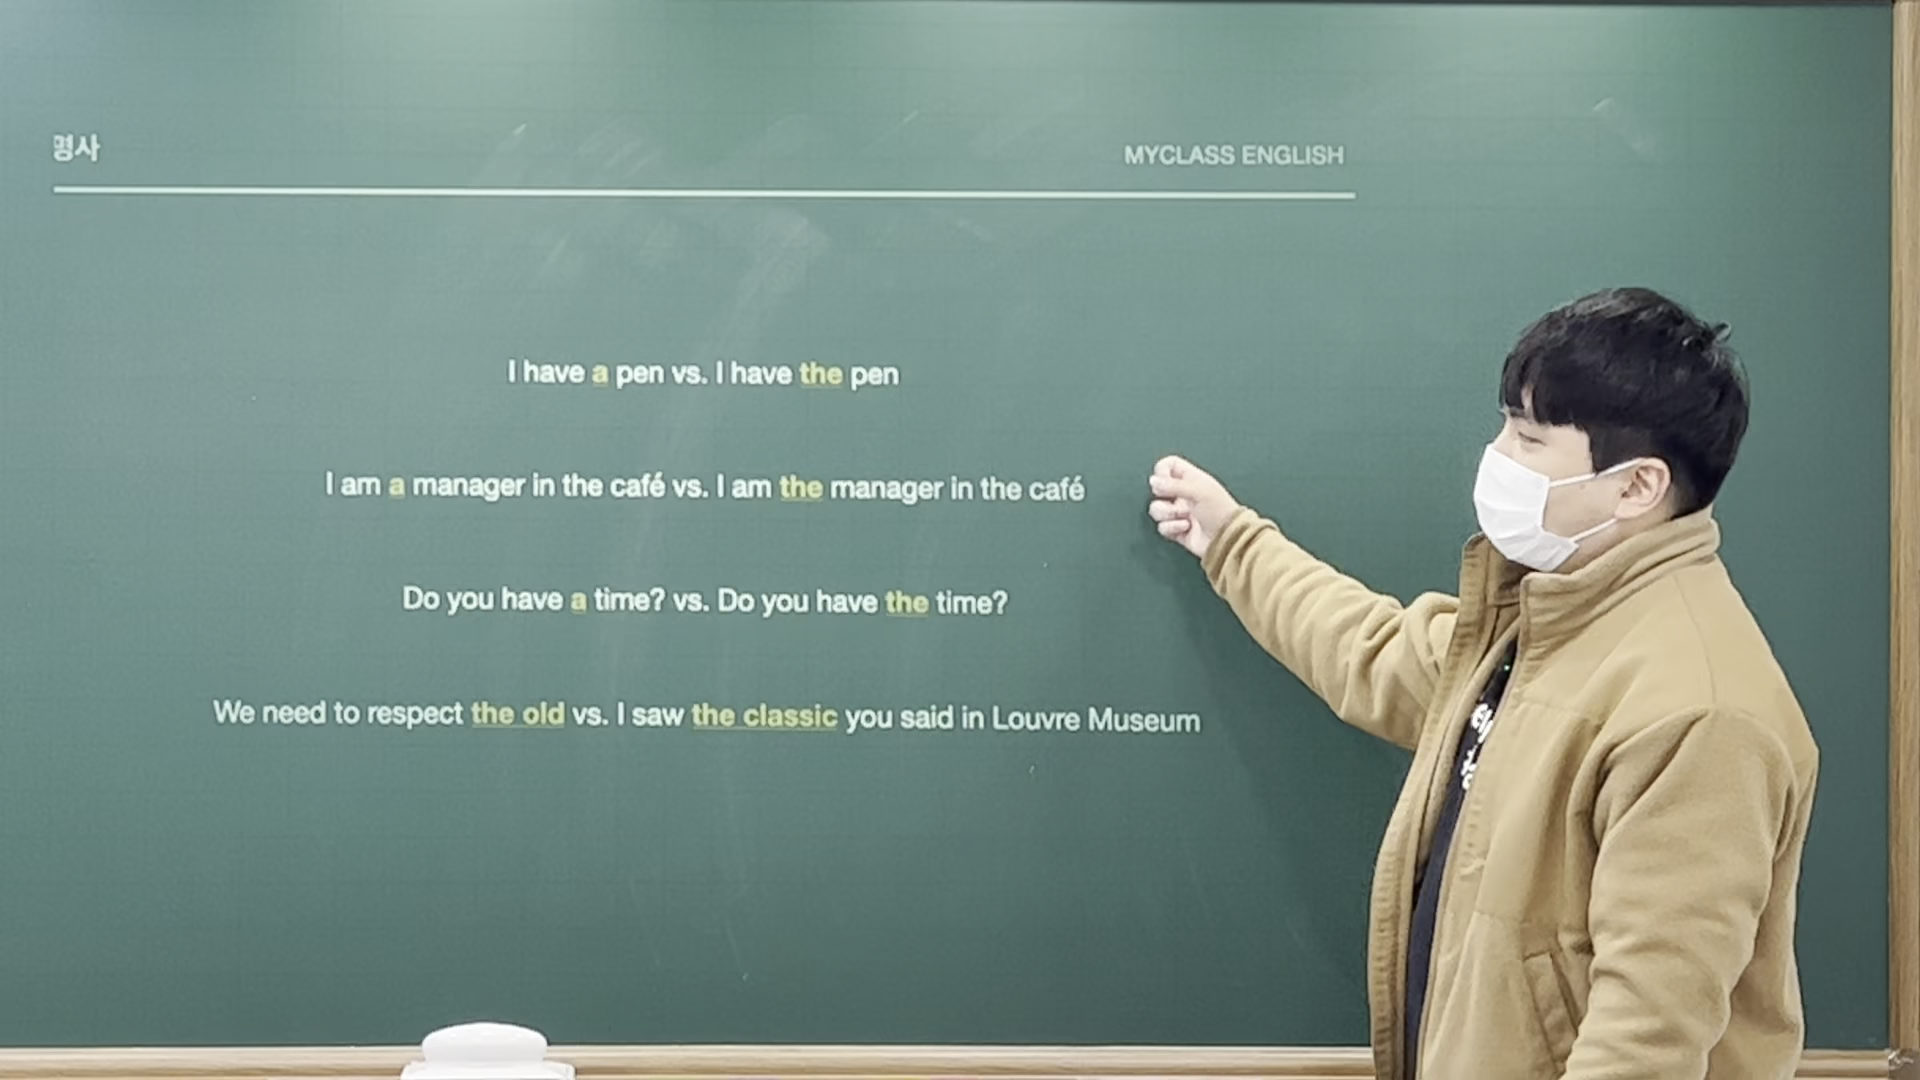 명사
MYCLASS ENGLISH
I have a pen vs. I have the pen
I am a manager in the café vs. I am the manager in the café
Do you have a time? vs. Do you have the time?
We need to respect the old vs. I saw the classic you said in Louvre Museum